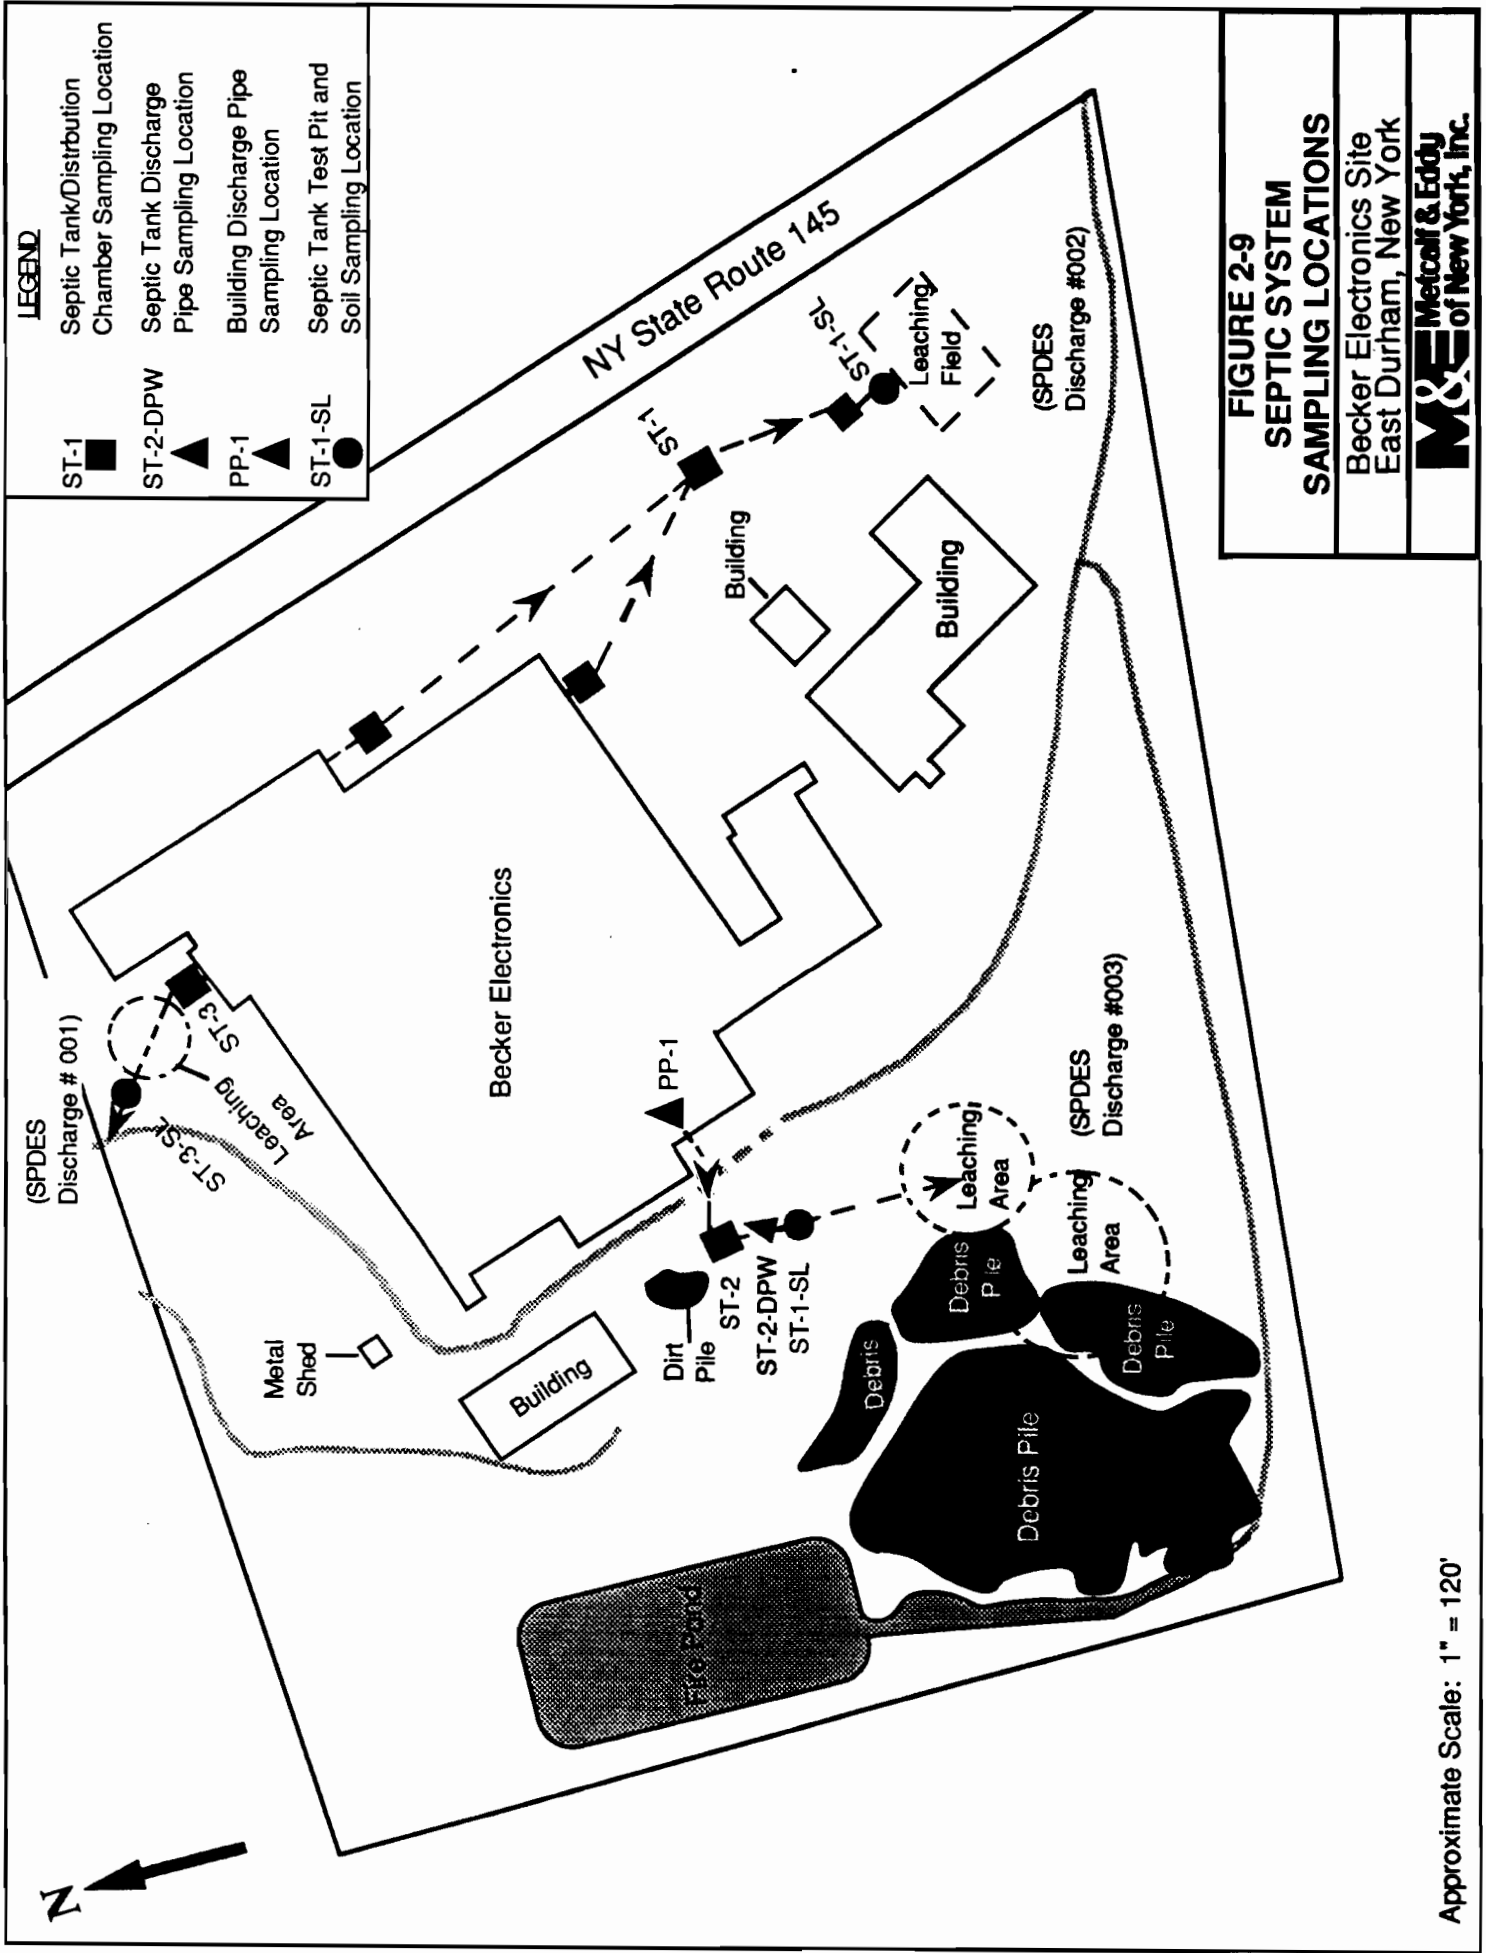 LEGEND
ST-1
Septic Tank/Distrbution
Chamber Sampling Location
ST-2-DPW
Septic Tank Discharge
Pipe Sampling Location
PP-1
Building Discharge Pipe
Sampling Location
ST-1-SL
Septic Tank Test Pit and
Soil Sampling Location
NY State Route 145
(SPDES
Discharge # 001)
ST-3
ST-3-SL
Leaching
Area
Becker Electronics
ST-1
ST-1-SL
Leaching
Field
(SPDES
Discharge #002)
Building
Building
PP-1
Metal
Shed
Building
Dirt
Pile
ST-2
ST-2-DPW
ST-1-SL
Leaching
Area
Leaching
Area
(SPDES
Discharge #003)
Debris
Debris
Pile
Debris
Pile
Debris Pile
Fire Pond
N
Approximate Scale: 1" = 120'
FIGURE 2-9
SEPTIC SYSTEM
SAMPLING LOCATIONS
Becker Electronics Site
East Durham, New York
M&E Metcalf & Eddy
of New York, Inc.